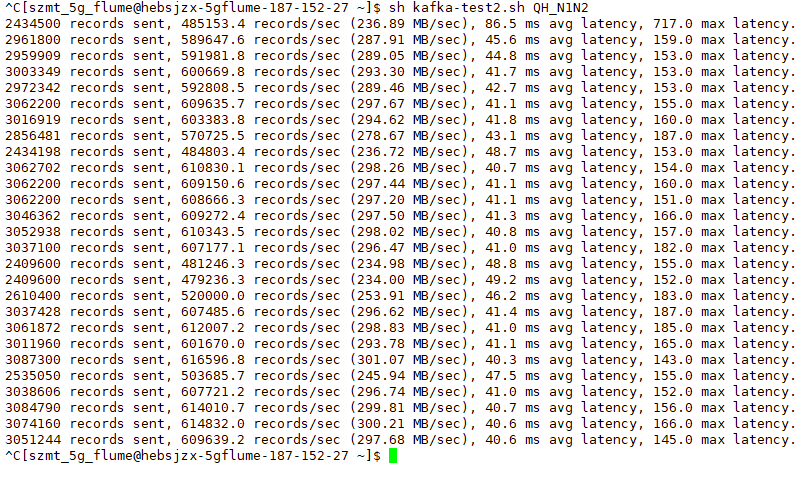 ^C[szmt_5g_flume@hebsjzx-5gflume-187-152-27 ~]$ sh kafka-test2.sh QH_N1N2
2434500 records sent, 485153.4 records/sec (236.89 MB/sec), 86.5 ms avg latency, 717.0 max latency.
2961800 records sent, 589647.6 records/sec (287.91 MB/sec), 45.6 ms avg latency, 159.0 max latency.
2959909 records sent, 591981.8 records/sec (289.05 MB/sec), 44.8 ms avg latency, 153.0 max latency.
3003349 records sent, 600669.8 records/sec (293.30 MB/sec), 41.7 ms avg latency, 153.0 max latency.
2972342 records sent, 592808.5 records/sec (289.46 MB/sec), 42.7 ms avg latency, 153.0 max latency.
3062200 records sent, 609635.7 records/sec (297.67 MB/sec), 41.1 ms avg latency, 155.0 max latency.
3016919 records sent, 603383.8 records/sec (294.62 MB/sec), 41.8 ms avg latency, 160.0 max latency.
2856481 records sent, 570725.5 records/sec (278.67 MB/sec), 43.1 ms avg latency, 187.0 max latency.
2434198 records sent, 484803.4 records/sec (236.72 MB/sec), 48.7 ms avg latency, 153.0 max latency.
3062702 records sent, 610830.1 records/sec (298.26 MB/sec), 40.7 ms avg latency, 154.0 max latency.
3062200 records sent, 609150.6 records/sec (297.44 MB/sec), 41.1 ms avg latency, 160.0 max latency.
3062200 records sent, 608666.3 records/sec (297.20 MB/sec), 41.1 ms avg latency, 151.0 max latency.
3046362 records sent, 609272.4 records/sec (297.50 MB/sec), 41.3 ms avg latency, 166.0 max latency.
3052938 records sent, 610343.5 records/sec (298.02 MB/sec), 40.8 ms avg latency, 157.0 max latency.
3037100 records sent, 607177.1 records/sec (296.47 MB/sec), 41.0 ms avg latency, 182.0 max latency.
2409600 records sent, 481246.3 records/sec (234.98 MB/sec), 48.8 ms avg latency, 155.0 max latency.
2409600 records sent, 479236.3 records/sec (234.00 MB/sec), 49.2 ms avg latency, 152.0 max latency.
2610400 records sent, 520000.0 records/sec (253.91 MB/sec), 46.2 ms avg latency, 183.0 max latency.
3037428 records sent, 607485.6 records/sec (296.62 MB/sec), 41.4 ms avg latency, 187.0 max latency.
3061872 records sent, 612007.2 records/sec (298.83 MB/sec), 41.0 ms avg latency, 185.0 max latency.
3011960 records sent, 601670.0 records/sec (293.78 MB/sec), 41.1 ms avg latency, 165.0 max latency.
3087300 records sent, 616596.8 records/sec (301.07 MB/sec), 40.3 ms avg latency, 143.0 max latency.
2535050 records sent, 503685.7 records/sec (245.94 MB/sec), 47.5 ms avg latency, 155.0 max latency.
3038606 records sent, 607721.2 records/sec (296.74 MB/sec), 41.0 ms avg latency, 152.0 max latency.
3084790 records sent, 614010.7 records/sec (299.81 MB/sec), 40.7 ms avg latency, 156.0 max latency.
3074160 records sent, 614832.0 records/sec (300.21 MB/sec), 40.6 ms avg latency, 166.0 max latency.
3051244 records sent, 609639.2 records/sec (297.68 MB/sec), 40.6 ms avg latency, 145.0 max latency.
^C[szmt_5g_flume@hebsjzx-5gflume-187-152-27 ~]$